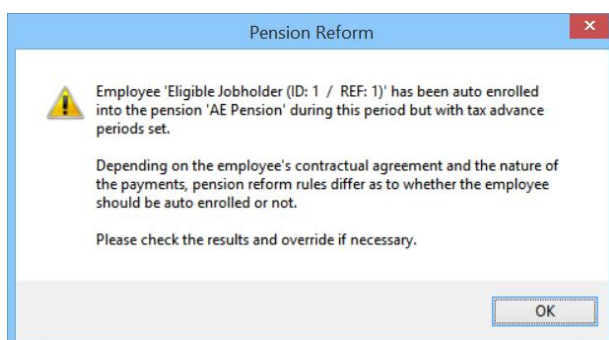 Pension Reform
Employee 'Eligible Jobholder (ID: 1 / REF: 1)' has been auto enrolled
into the pension 'AE Pension' during this period but with tax advance
periods set.
Depending on the employee's contractual agreement and the nature of
the payments, pension reform rules differ as to whether the employee
should be auto enrolled or not.
Please check the results and override if necessary.
OK